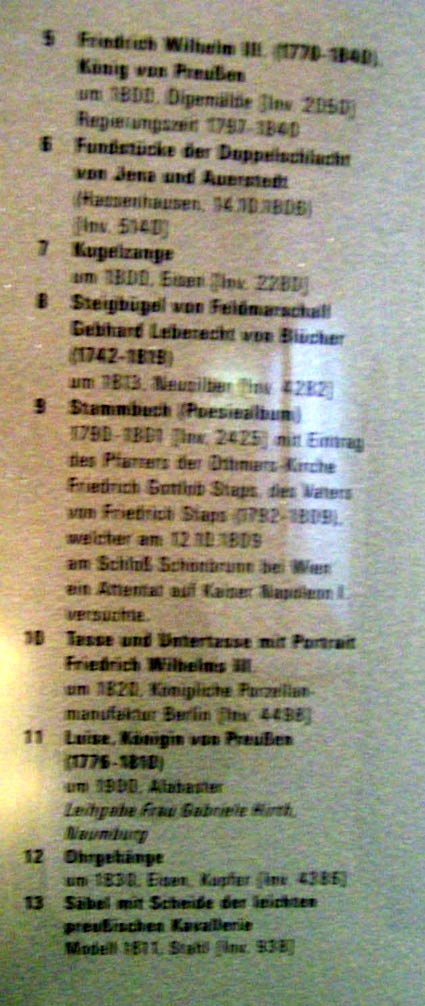 5 Friedrich Wilhelm III. (1770-1840),
König von Preußen
um 1800, Ölgemälde [Inv. 2050]
Regierungszeit 1797-1840
6 Fundstücke der Doppelschlacht
von Jena und Auerstedt
(Hassenhausen, 14.10.1806)
[Inv. 5140]
7 Kugelzange
um 1800, Eisen [Inv. 2280]
8 Steigbügel von Feldmarschall
Gebhard Leberecht von Blücher
(1742-1819)
um 1813, Neusilber [Inv. 4282]
9 Stammbuch (Poesiealbum)
1790-1801 [Inv. 2425] mit Eintrag
des Pfarrers der Othmars-Kirche
Friedrich Gottlob Staps, des Vaters
von Friedrich Staps (1792-1809),
welcher am 12.10.1809
am Schloß Schönbrunn bei Wien
ein Attentat auf Kaiser Napoleon I.
versuchte.
10 Tasse und Untertasse mit Portrait
Friedrich Wilhelms III.
um 1820, Königliche Porzellan-
manufaktur Berlin [Inv. 4496]
11 Luise, Königin von Preußen
(1776-1810)
um 1900, Alabaster
Leihgabe Frau Gabriele Hirth,
Naumburg
12 Ohrgehänge
um 1830, Eisen, Kupfer [Inv. 4386]
13 Säbel mit Scheide der leichten
preußischen Kavallerie
Modell 1811, Stahl [Inv. 938]